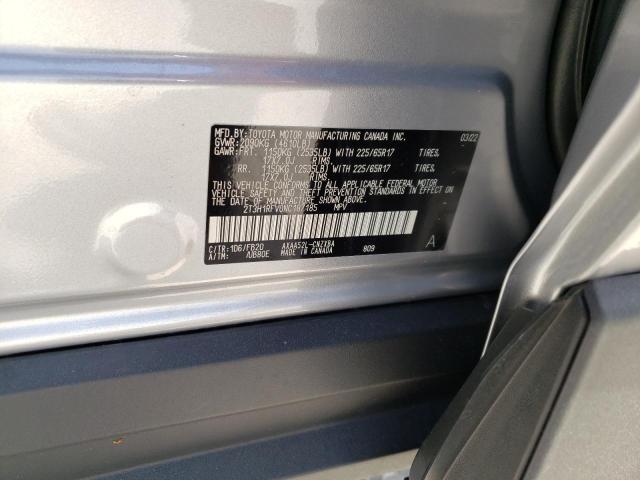 MFD.BY:TOYOTA MOTOR MANUFACTURING CANADA INC. 03/22
GVWR:2090KG (4610LB)
GAWR:FRT. 1150KG (2535LB) WITH 225/65R17 TIRES,
17X7.0J RIMS,
RR. 1150KG (2535LB) WITH 225/65R17 TIRES,
17X7.0J RIMS,
THIS VEHICLE CONFORMS TO ALL APPLICABLE FEDERAL MOTOR
VEHICLE SAFETY AND THEFT PREVENTION STANDARDS IN
EFFECT ON THE DATE OF MANUFACTURE SHOWN ABOVE.
MPV
C/TR:1D6/FB20 AXAA52L-CNZXBA A
A/TM: /UB80E MADE IN CANADA 809